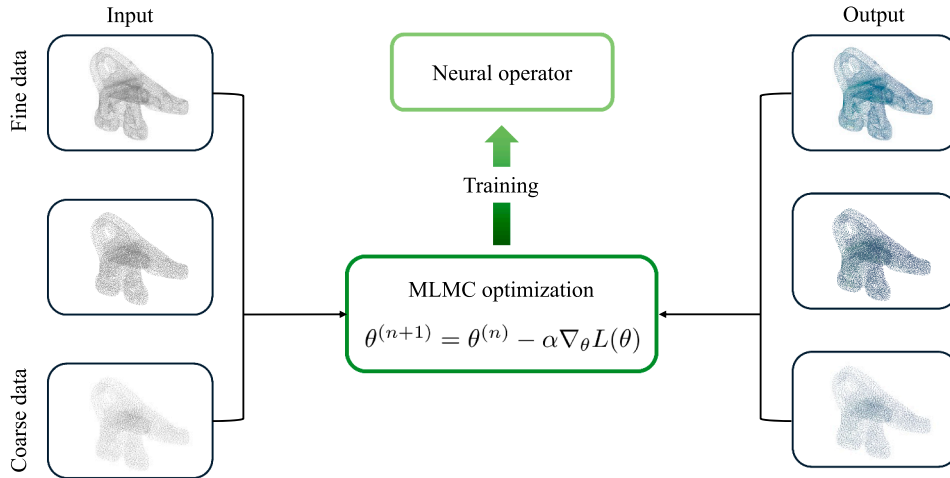 Input
Output
Fine data
Neural operator
Training
MLMC optimization
θ^{(n+1)} = θ^{(n)} − α∇_θ L(θ)
Coarse data